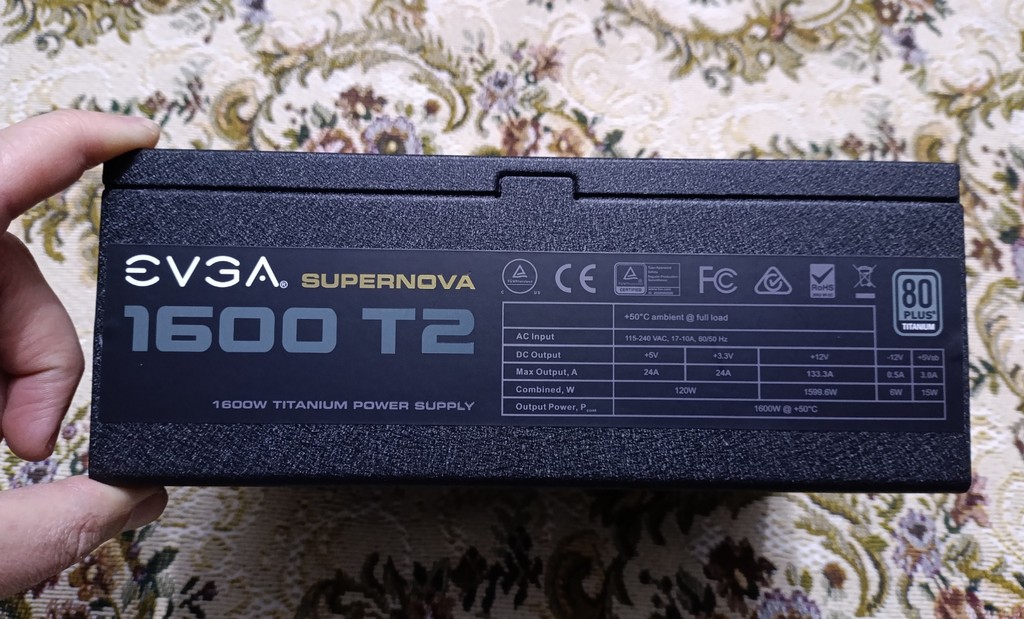 EVGA® SUPERNOVA
1600 T2
1600W TITANIUM POWER SUPPLY
CERTIFIED
FC
RoHS
80
PLUS®
TITANIUM
+50°C ambient @ full load
AC Input 115-240 VAC, 17-10A, 60/50 Hz
DC Output +5V +3.3V +12V -12V +5Vsb
Max Output, A 24A 24A 133.3A 0.5A 3.0A
Combined, W 120W 1599.6W 6W 15W
Output Power, Pcont 1600W @ +50°C